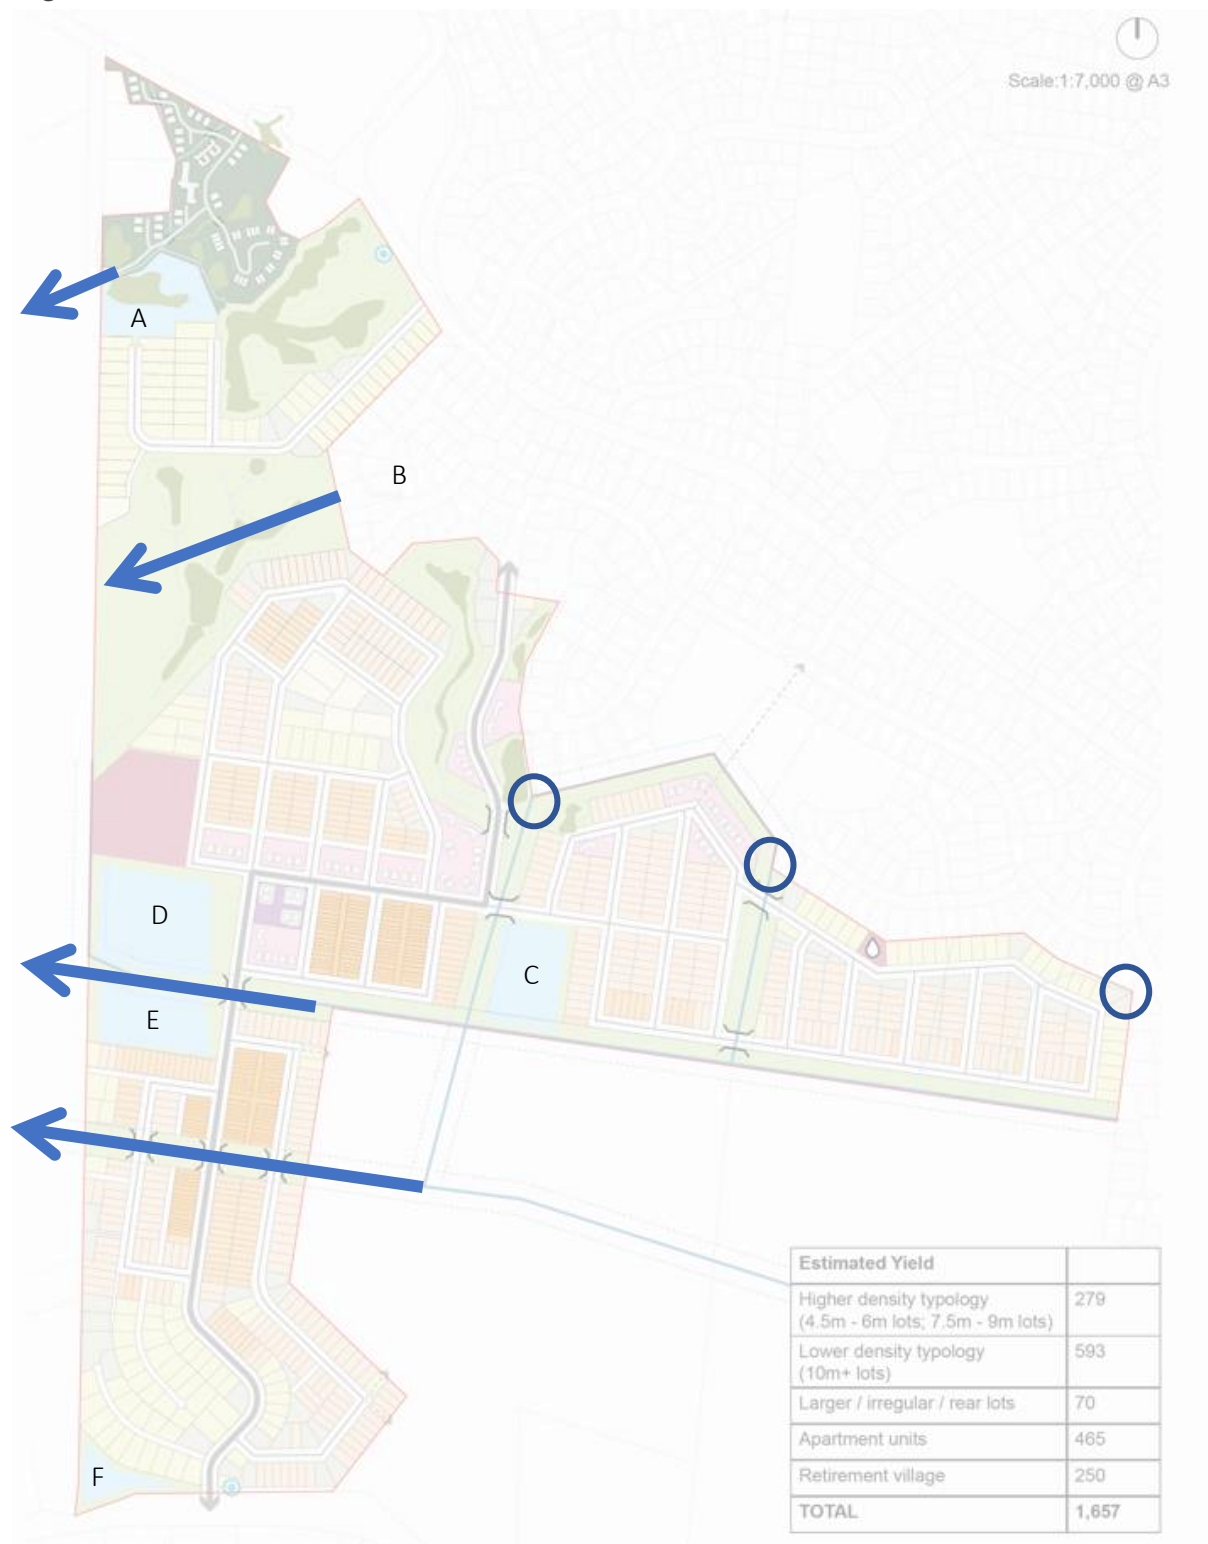 Scale:1:7,000 @ A3
A
B
D
C
E
F
Estimated Yield
Higher density typology 279
(4.5m - 6m lots; 7.5m - 9m lots)
Lower density typology 593
(10m+ lots)
Larger / irregular / rear lots 70
Apartment units 465
Retirement village 250
TOTAL 1,657